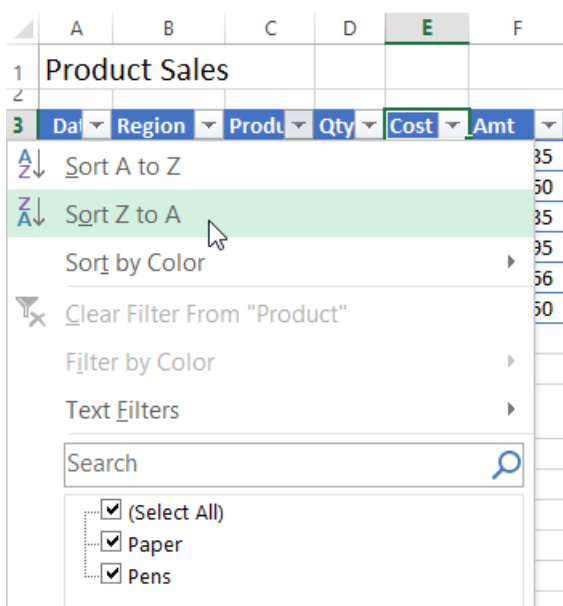 A B C D E F
1 Product Sales
2
3 Dat Region Produ Qty Cost Amt
A Z Sort A to Z 35
50
Z A Sort Z to A 35
Sort by Color 95
66
Clear Filter From "Product" 50
Filter by Color
Text Filters
Search
(Select All)
Paper
Pens